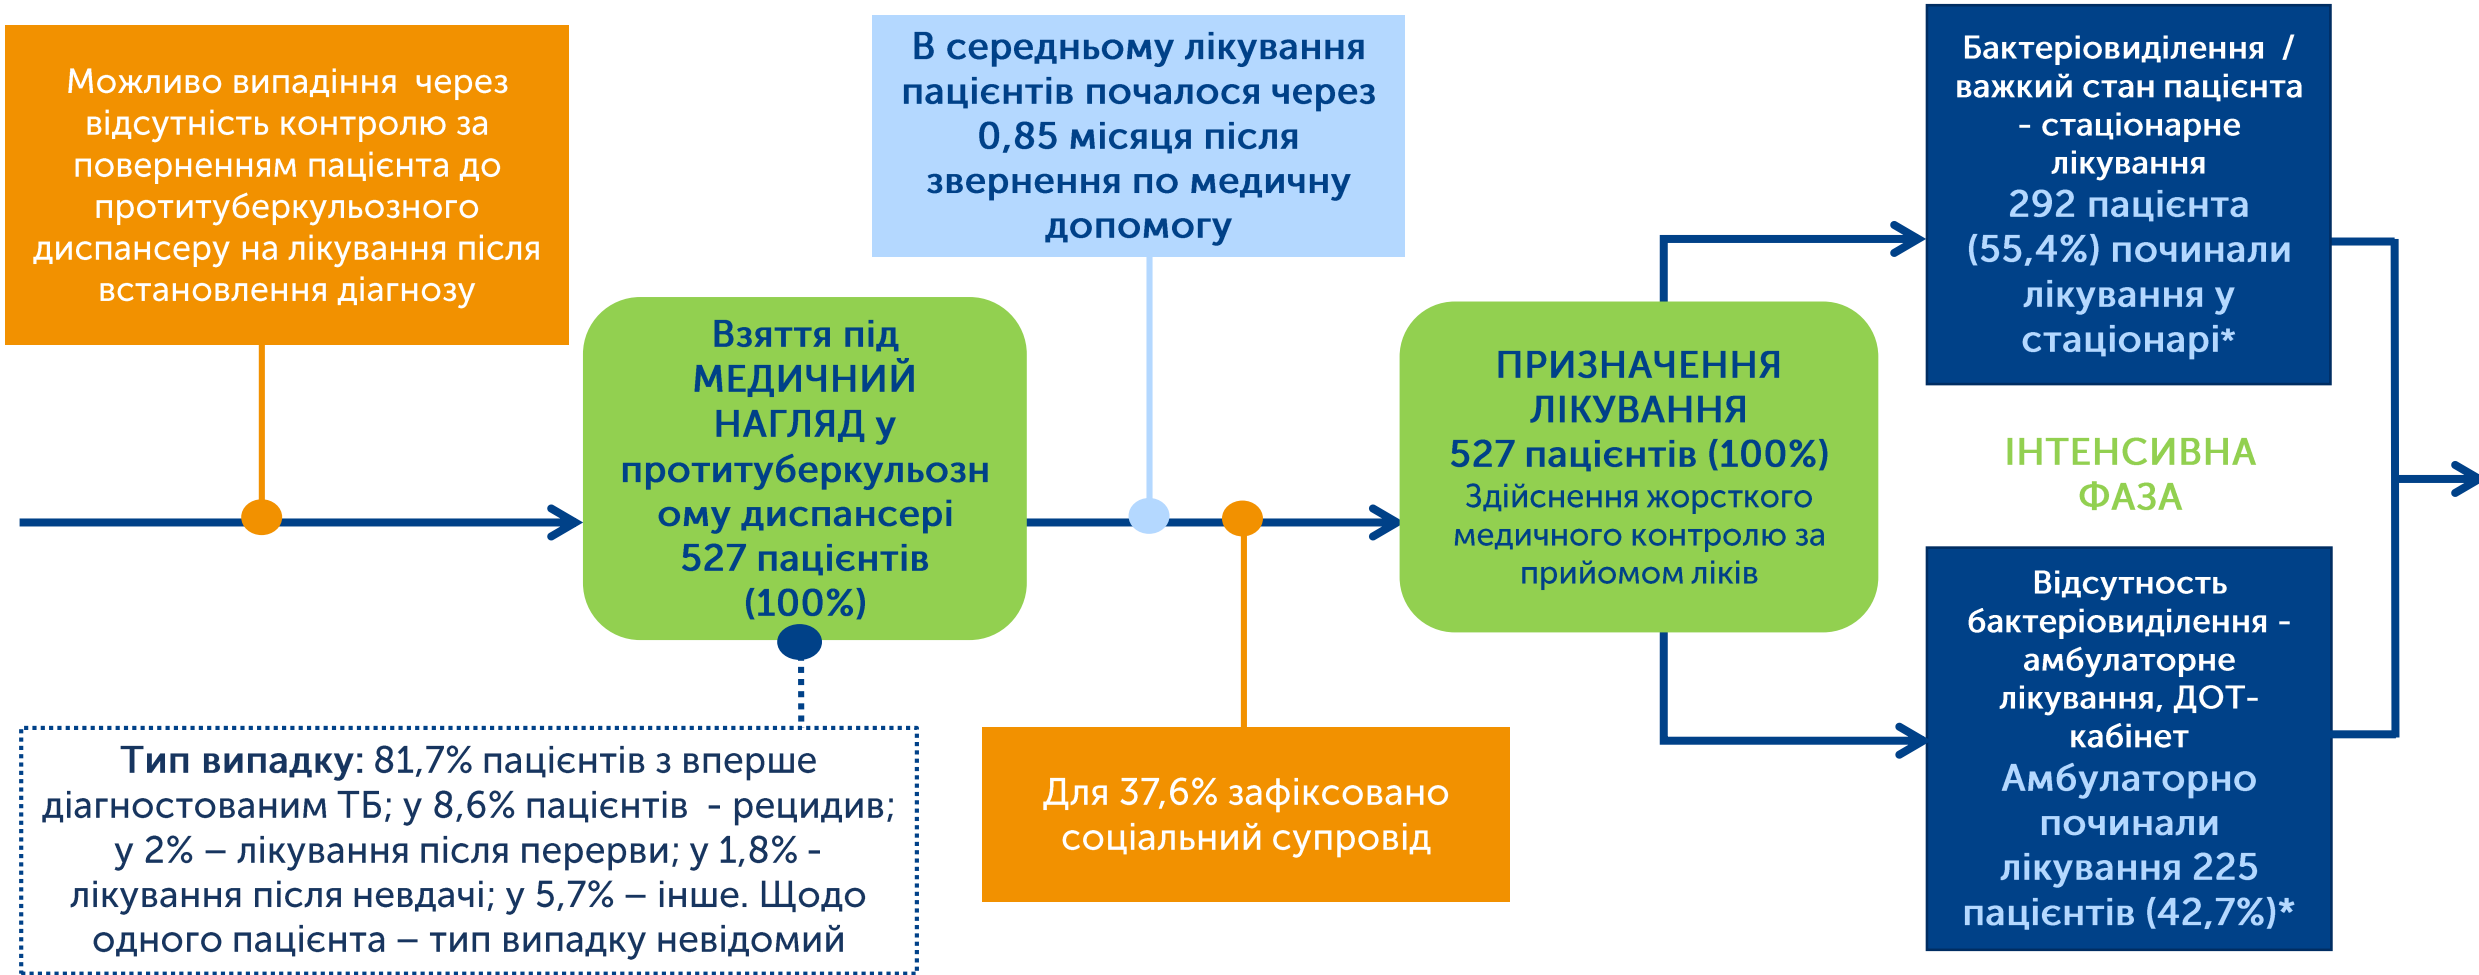 Можливо випадіння через
відсутність контролю за
поверненням пацієнта до
протитуберкульозного
диспансеру на лікування після
встановлення діагнозу
Взяття під
МЕДИЧНИЙ
НАГЛЯД у
протитуберкульозн
ому диспансері
527 пацієнтів
(100%)
Тип випадку: 81,7% пацієнтів з вперше
діагностованим ТБ; у 8,6% пацієнтів - рецидив;
у 2% – лікування після перерви; у 1,8% -
лікування після невдачі; у 5,7% – інше. Щодо
одного пацієнта – тип випадку невідомий
В середньому лікування
пацієнтів почалося через
0,85 місяця після
звернення по медичну
допомогу
Для 37,6% зафіксовано
соціальний супровід
ПРИЗНАЧЕННЯ
ЛІКУВАННЯ
527 пацієнтів (100%)
Здійснення жорсткого
медичного контролю за
прийомом ліків
Бактеріовиділення /
важкий стан пацієнта
- стаціонарне
лікування
292 пацієнта
(55,4%) починали
лікування у
стаціонарі*
ІНТЕНСИВНА
ФАЗА
Відсутность
бактеріовиділення -
амбулаторне
лікування, ДОТ-
кабінет
Амбулаторно
починали
лікування 225
пацієнтів (42,7%)*